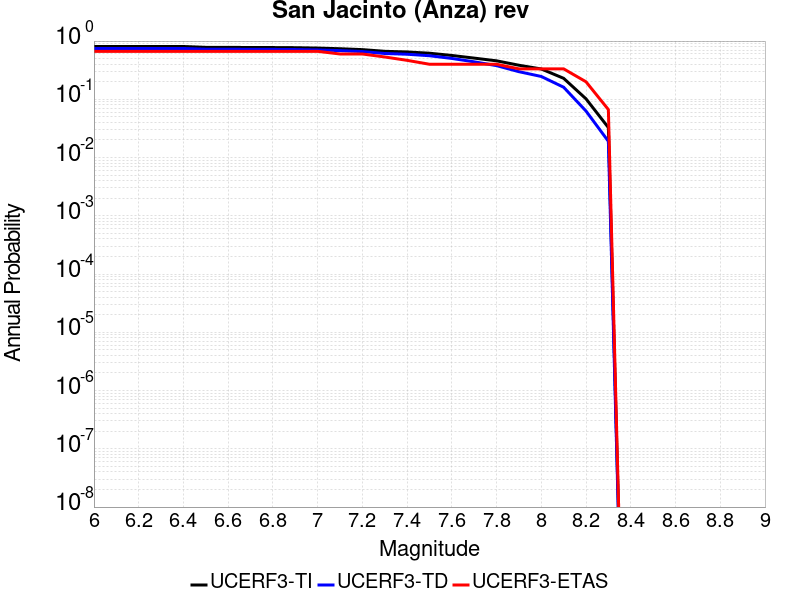 San Jacinto (Anza) rev
10^0
10^-1
10^-2
10^-3
10^-4
10^-5
10^-6
10^-7
10^-8
Annual Probability
6 6.2 6.4 6.6 6.8 7 7.2 7.4 7.6 7.8 8 8.2 8.4 8.6 8.8 9
Magnitude
UCERF3-TI UCERF3-TD UCERF3-ETAS